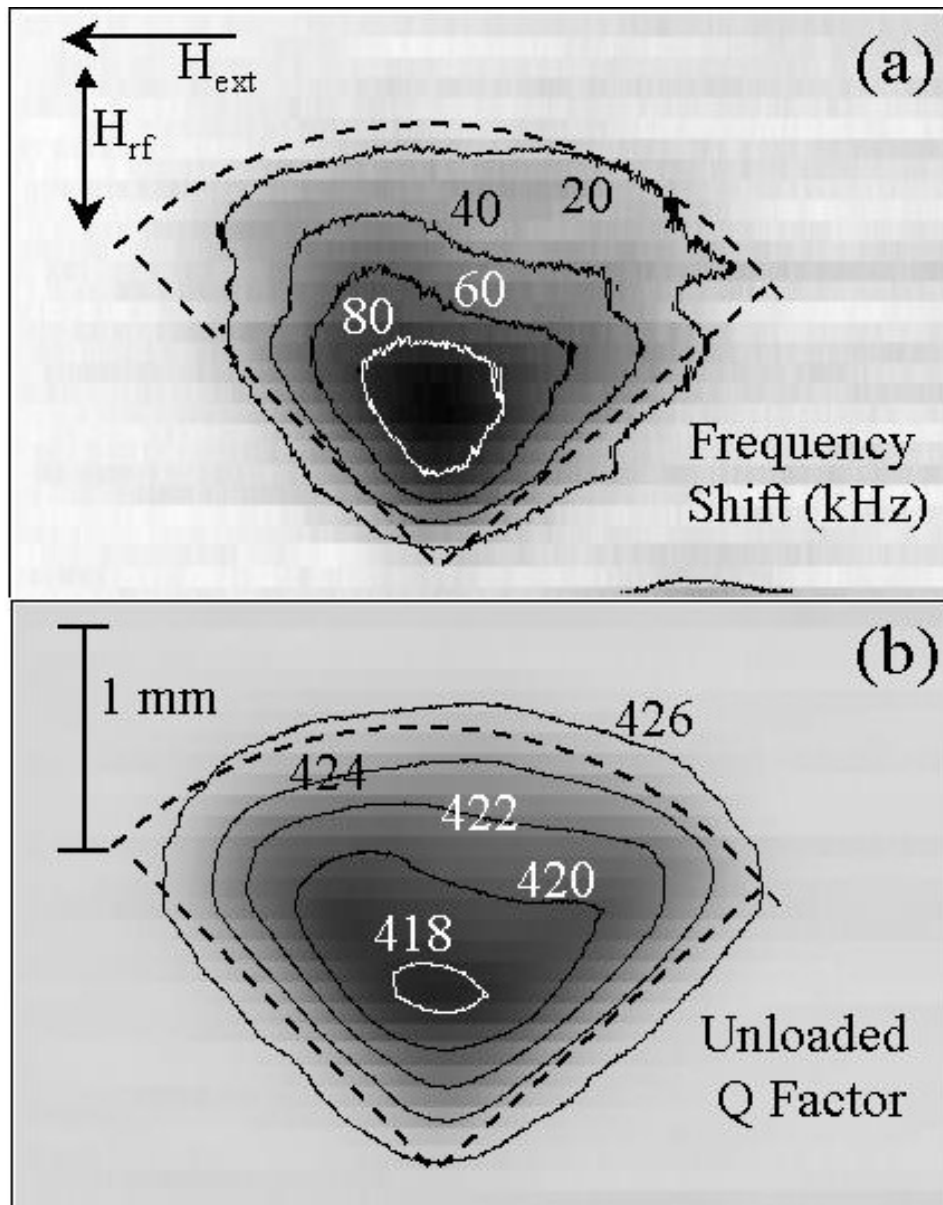 (a)
H_ext
H_rf
20
40
60
80
Frequency
Shift (kHz)
(b)
1 mm
426
424
422
420
418
Unloaded
Q Factor